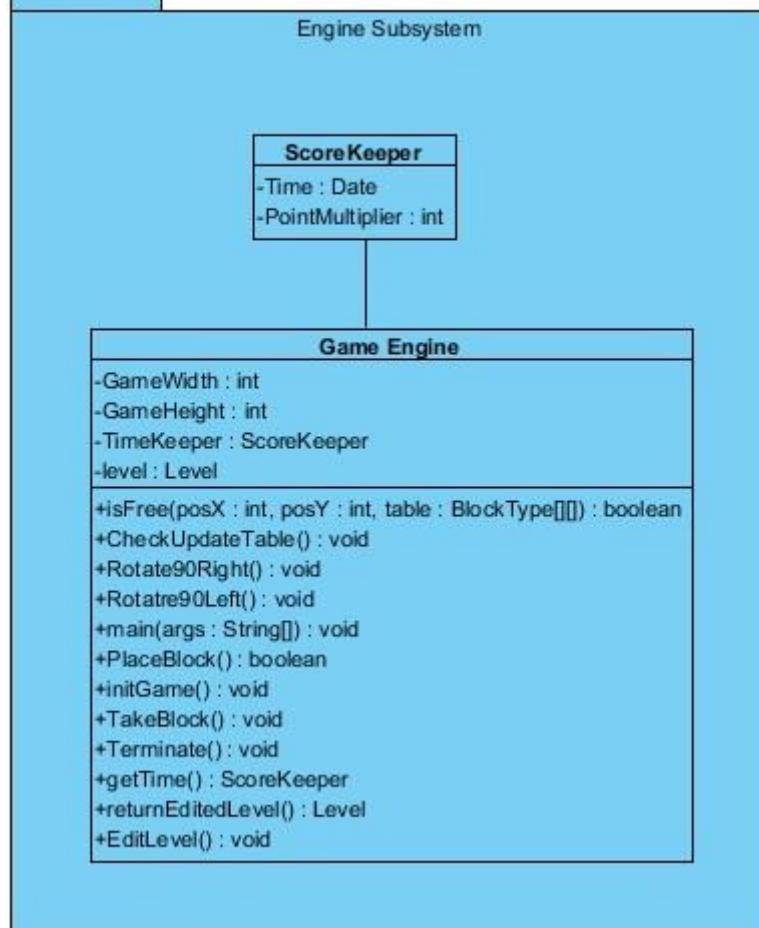 Engine Subsystem
ScoreKeeper
-Time : Date
-PointMultiplier : int
Game Engine
-GameWidth : int
-GameHeight : int
-TimeKeeper : ScoreKeeper
-level : Level
+isFree(posX : int, posY : int, table : BlockType[][]) : boolean
+CheckUpdateTable() : void
+Rotate90Right() : void
+Rotatre90Left() : void
+main(args : String[]) : void
+PlaceBlock() : boolean
+initGame() : void
+TakeBlock() : void
+Terminate() : void
+getTime() : ScoreKeeper
+returnEditedLevel() : Level
+EditLevel() : void